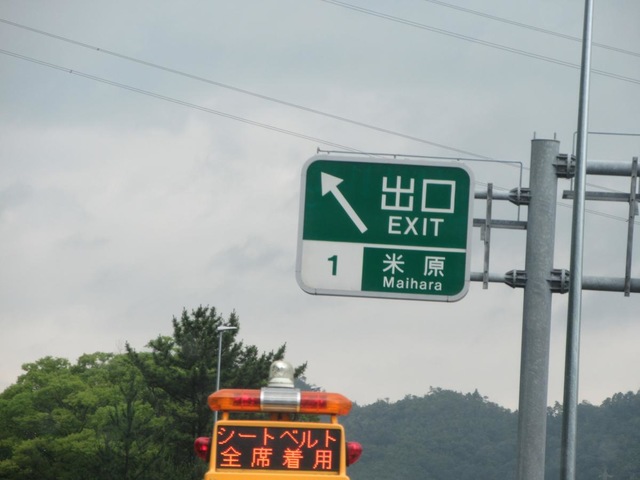 出口
EXIT
1
米原
Maihara
シートベルト
全席着用